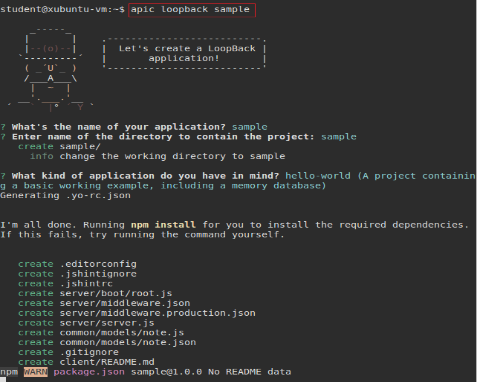 student@xubuntu-vm:~$ apic loopback sample
     _-----_
    |       |    .--------------------------.
    |--(o)--|    |  Let's create a LoopBack |
   `---------´   |       application!       |
    ( _´U`_ )    '--------------------------'
    /___A___\
     |  ~  |
   __'.___.'__
 ´   `  |° ´ Y `
? What's the name of your application? sample
? Enter name of the directory to contain the project: sample
   create sample/
     info change the working directory to sample
? What kind of application do you have in mind? hello-world (A project containin
g a basic working example, including a memory database)
Generating .yo-rc.json
I'm all done. Running npm install for you to install the required dependencies.
If this fails, try running the command yourself.
   create .editorconfig
   create .jshintignore
   create .jshintrc
   create server/boot/root.js
   create server/middleware.json
   create server/middleware.production.json
   create server/server.js
   create common/models/note.js
   create common/models/note.json
   create .gitignore
   create client/README.md
npm WARN package.json sample@1.0.0 No README data